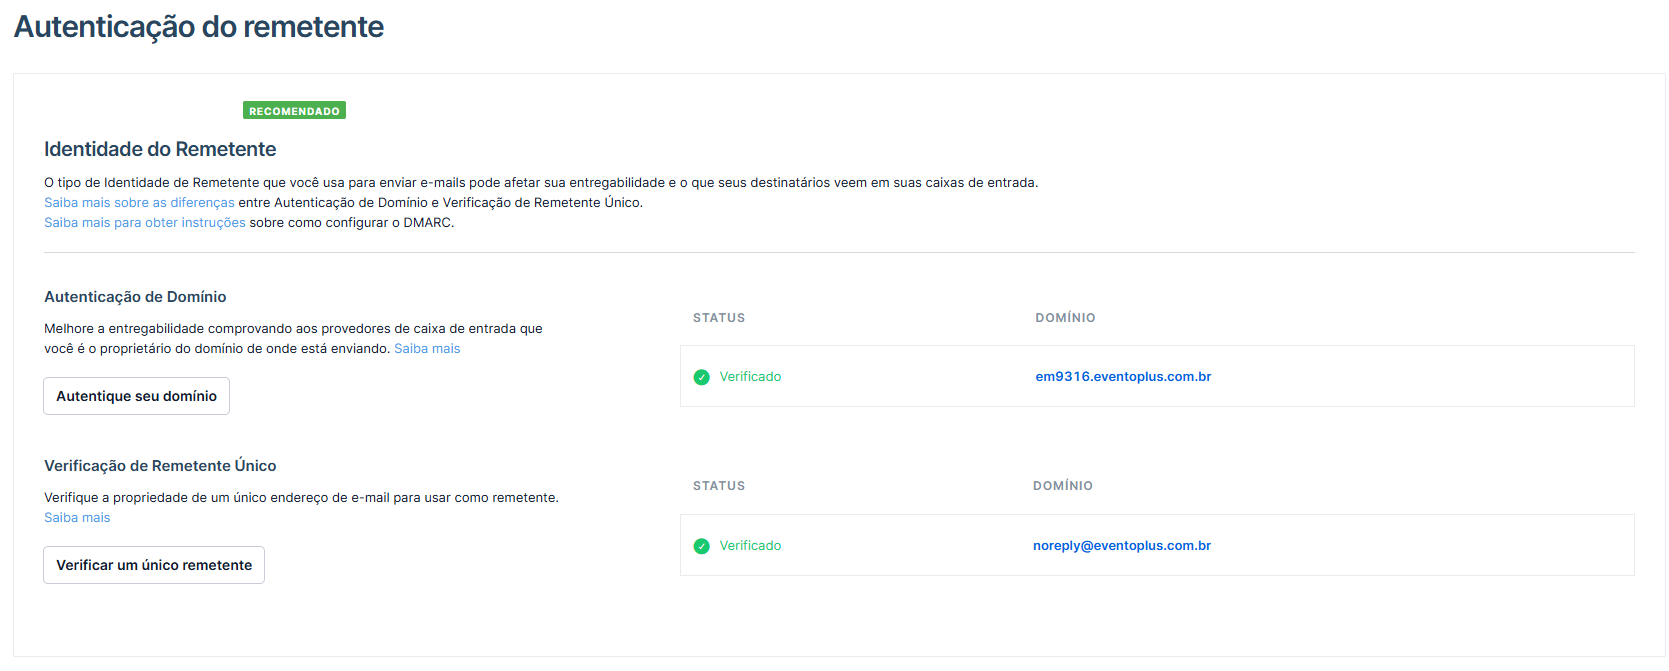 Autenticação do remetente
RECOMENDADO
Identidade do Remetente
O tipo de Identidade de Remetente que você usa para enviar e-mails pode afetar sua entregabilidade e o que seus destinatários veem em suas caixas de entrada.
Saiba mais sobre as diferenças entre Autenticação de Domínio e Verificação de Remetente Único.
Saiba mais para obter instruções sobre como configurar o DMARC.
Autenticação de Domínio
Melhore a entregabilidade comprovando aos provedores de caixa de entrada que
você é o proprietário do domínio de onde está enviando. Saiba mais
Autentique seu domínio
STATUS DOMÍNIO
Verificado em9316.eventoplus.com.br
Verificação de Remetente Único
Verifique a propriedade de um único endereço de e-mail para usar como remetente.
Saiba mais
Verificar um único remetente
STATUS DOMÍNIO
Verificado noreply@eventoplus.com.br